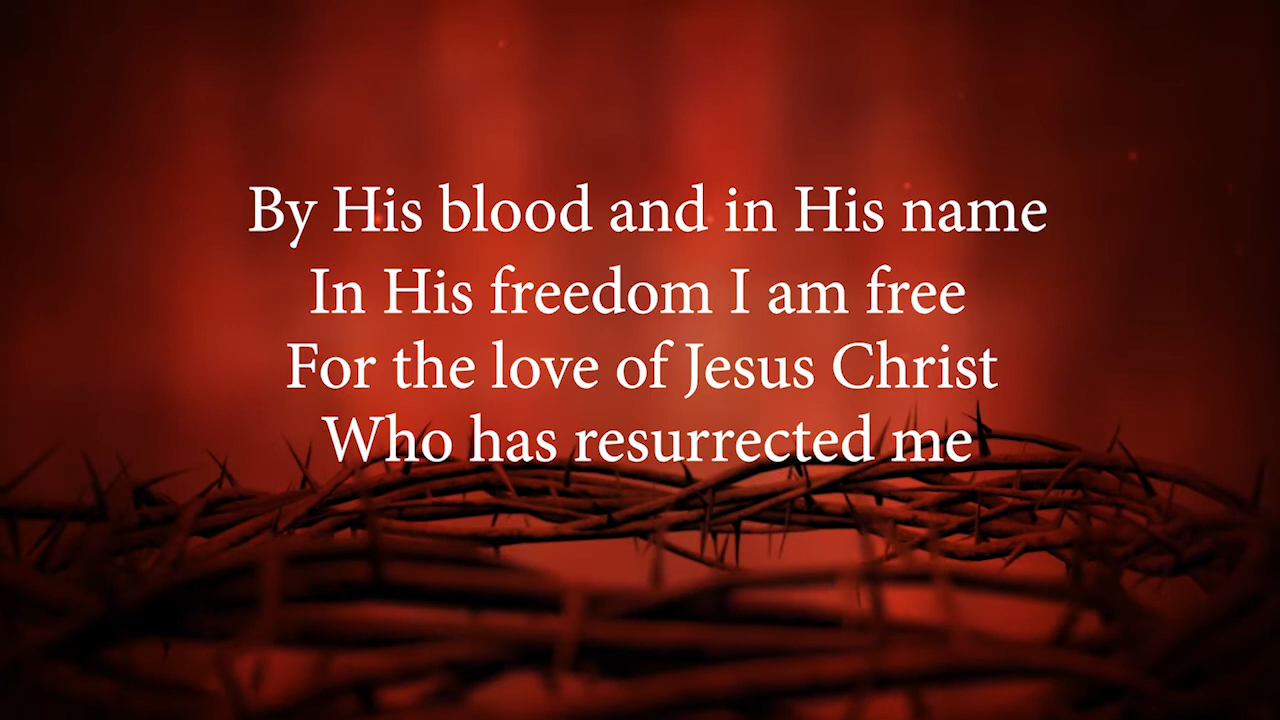 By His blood and in His name
In His freedom I am free
For the love of Jesus Christ
Who has resurrected me